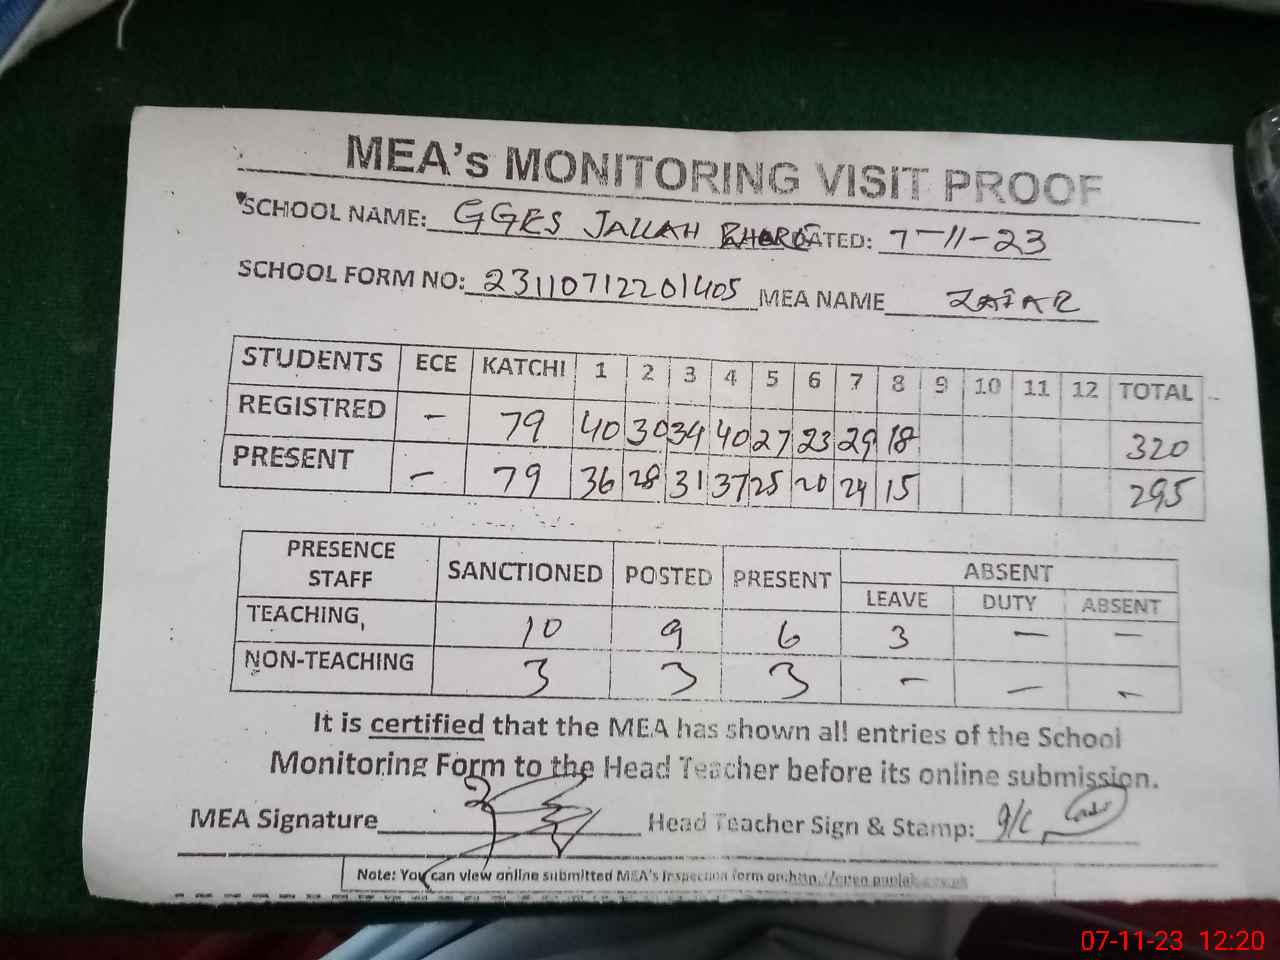 MEA's MONITORING VISIT PROOF
SCHOOL NAME: GGES JALLAH DATED: 7-11-23
SCHOOL FORM NO: 23110712201405 MEA NAME ZAFAR
STUDENTS ECE KATCHI 1 2 3 4 5 6 7 8 9 10 11 12 TOTAL
REGISTRED - 79 40 30 34 40 27 23 29 18 320
PRESENT - 79 36 28 31 37 25 20 24 15 295
PRESENCE STAFF SANCTIONED POSTED PRESENT ABSENT
LEAVE DUTY ABSENT
TEACHING, 10 9 6 3 - -
NON-TEACHING 3 3 3 - - -
It is certified that the MEA has shown all entries of the School
Monitoring Form to the Head Teacher before its online submission.
MEA Signature Head Teacher Sign & Stamp: 9/C
Note: You can view online submitted MEA's inspection form on:
07-11-23 12:20